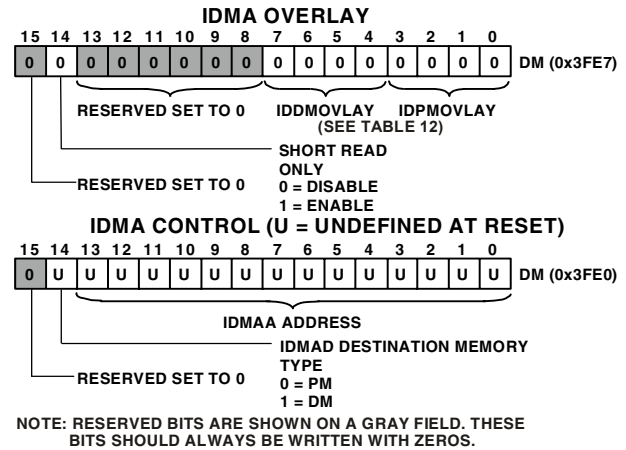 IDMA OVERLAY
15 14 13 12 11 10 9 8 7 6 5 4 3 2 1 0
0 0 0 0 0 0 0 0 0 0 0 0 0 0 0 0 DM (0x3FE7)
RESERVED SET TO 0 IDDMOVLAY IDPMOVLAY
(SEE TABLE 12)
SHORT READ
ONLY
RESERVED SET TO 0 0 = DISABLE
1 = ENABLE
IDMA CONTROL (U = UNDEFINED AT RESET)
15 14 13 12 11 10 9 8 7 6 5 4 3 2 1 0
0 U U U U U U U U U U U U U U U DM (0x3FE0)
IDMAA ADDRESS
IDMAD DESTINATION MEMORY
TYPE
RESERVED SET TO 0 0 = PM
1 = DM
NOTE: RESERVED BITS ARE SHOWN ON A GRAY FIELD. THESE
BITS SHOULD ALWAYS BE WRITTEN WITH ZEROS.